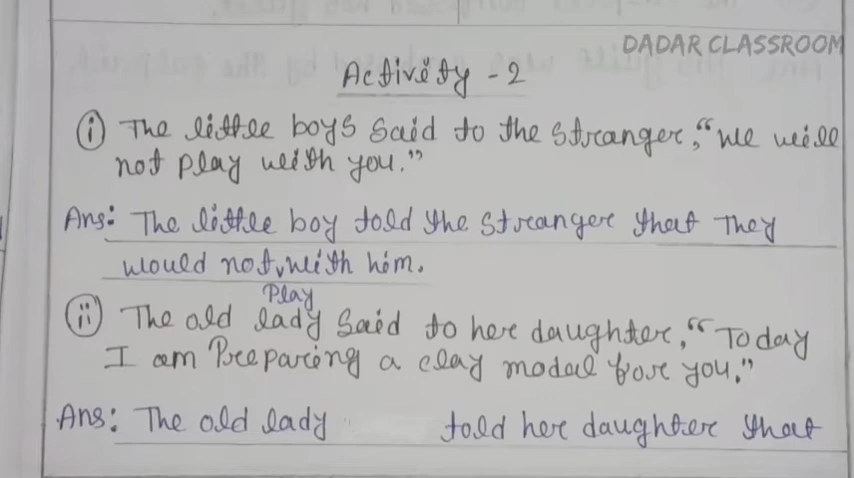 DADAR CLASSROOM
Activity - 2
(i) The little boys said to the stranger, "We will
not play with you."
Ans: The little boy told the stranger that They
would not, with him.
Play
(ii) The old lady said to her daughter, "Today
I am Preparing a clay modal for you."
Ans: The old lady told her daughter that